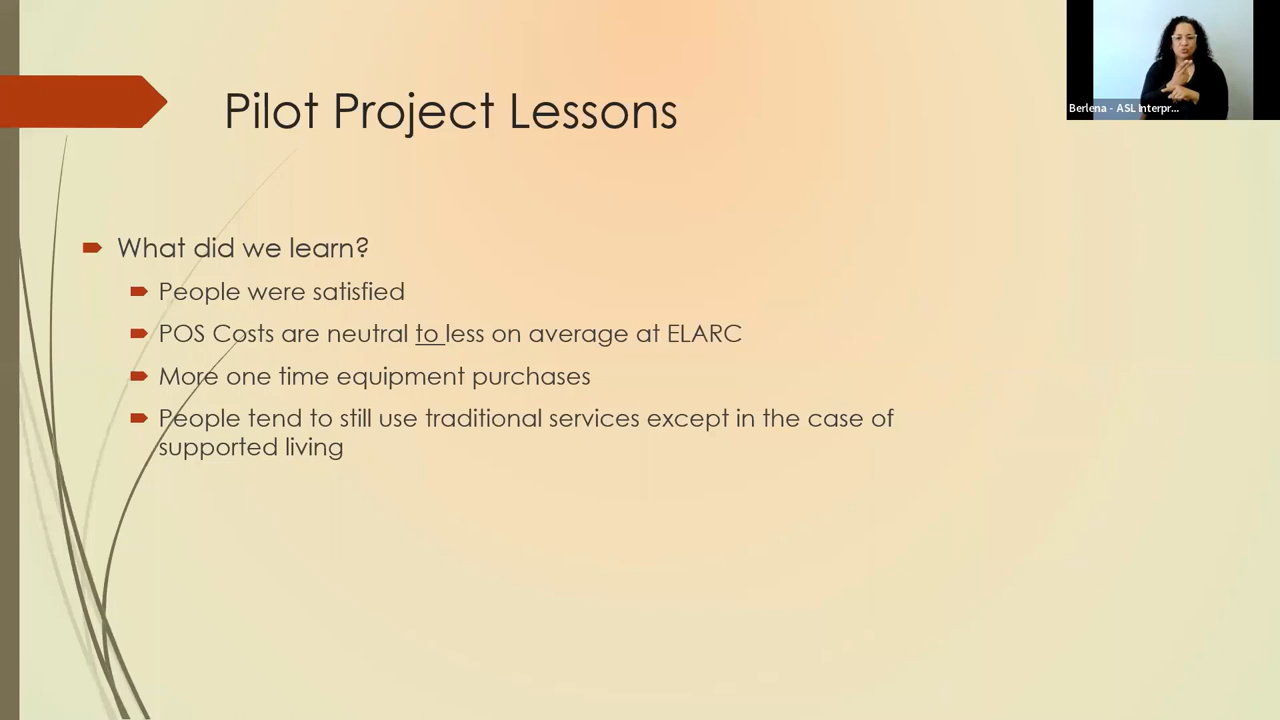 Pilot Project Lessons
Berlena - ASL Interpr...
What did we learn?
People were satisfied
POS Costs are neutral to less on average at ELARC
More one time equipment purchases
People tend to still use traditional services except in the case of
supported living